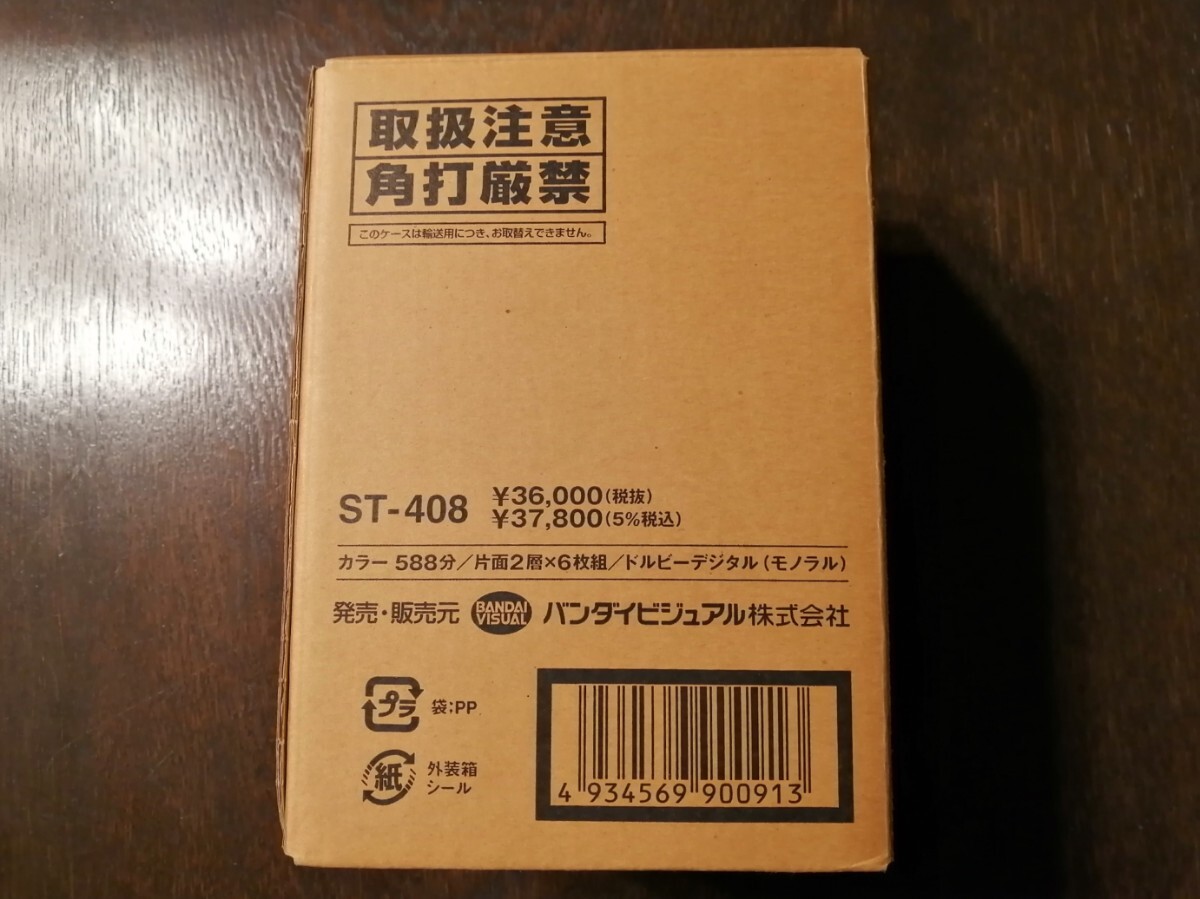 取扱注意
角打厳禁
このケースは輸送用につき、お取替えできません。
ST-408
￥36,000(税抜)
￥37,800(5%税込)
カラー 588分／片面2層×6枚組／ドルビーデジタル(モノラル)
発売・販売元 BANDAI VISUAL バンダイビジュアル株式会社
プラ 袋:PP
紙 外装箱
シール
4 934569 900913